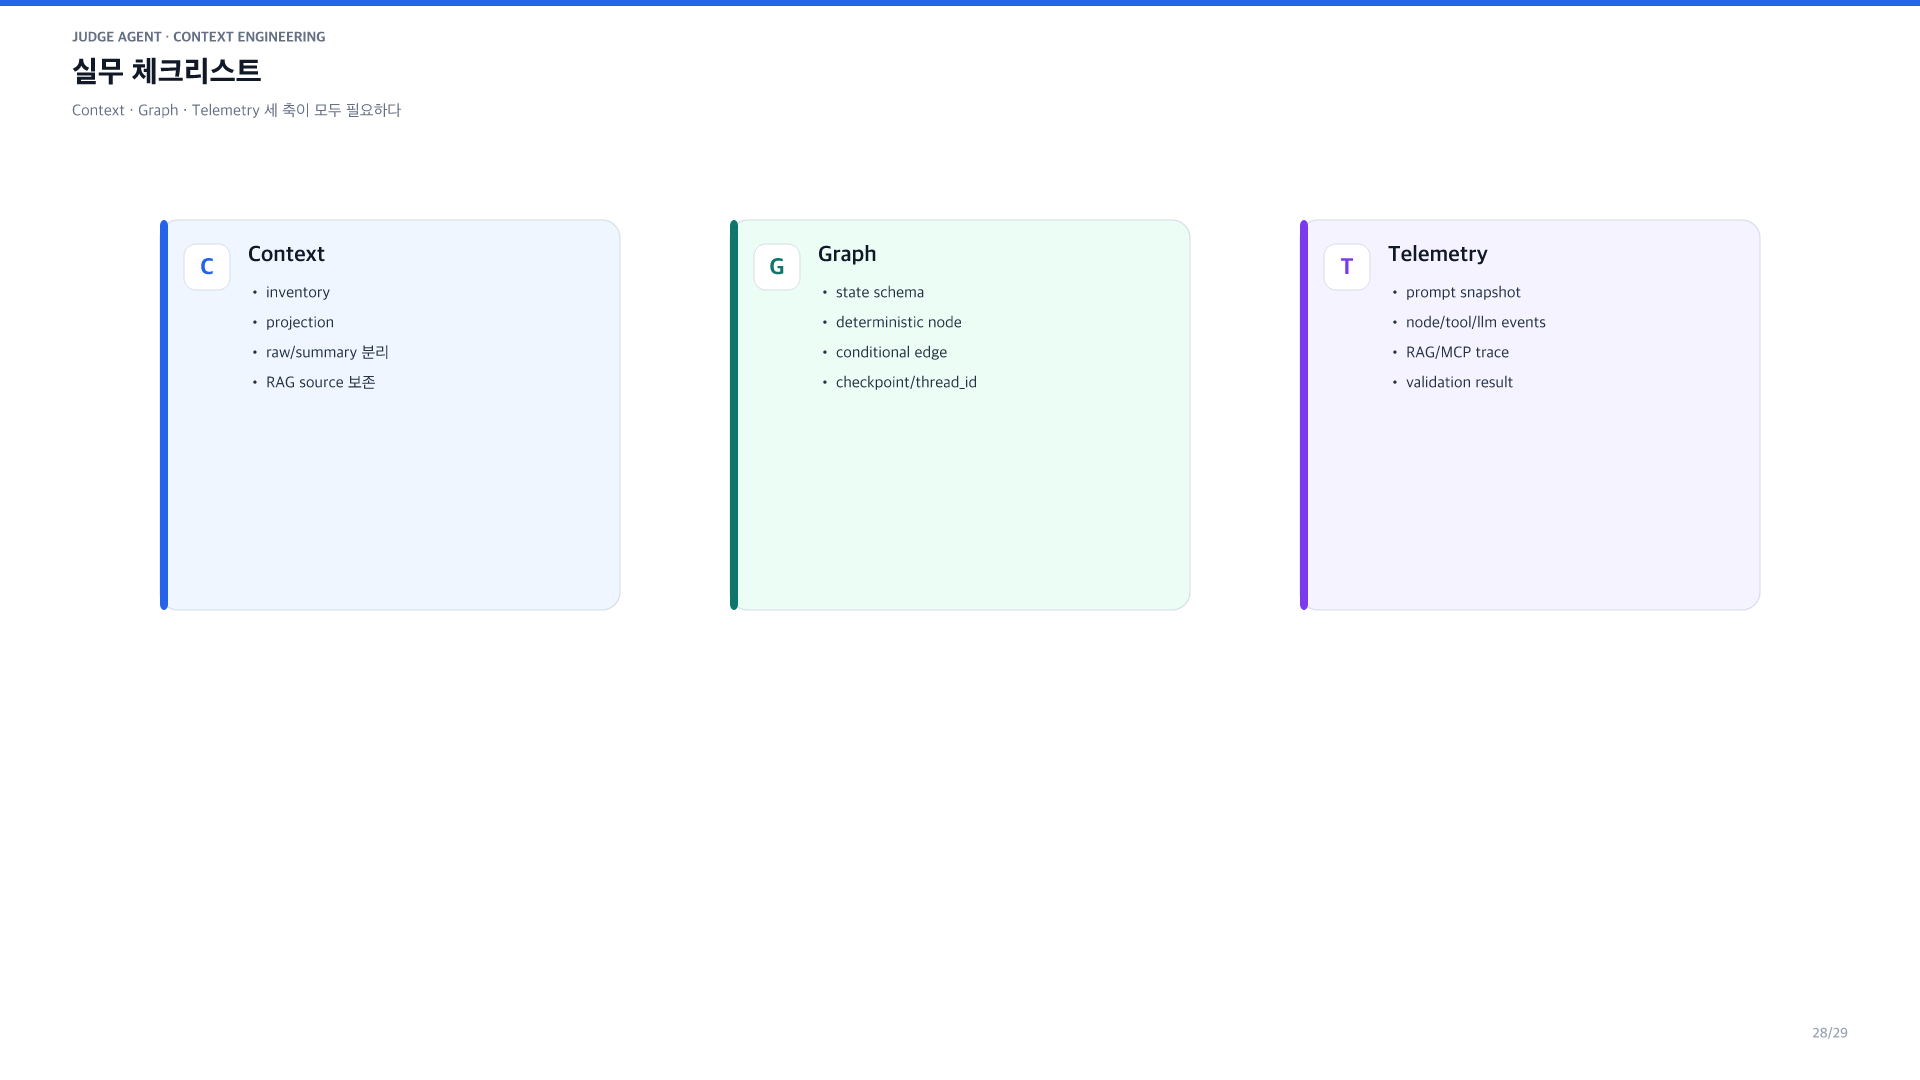 JUDGE AGENT · CONTEXT ENGINEERING
실무 체크리스트
Context · Graph · Telemetry 세 축이 모두 필요하다
C
Context
• inventory
• projection
• raw/summary 분리
• RAG source 보존
G
Graph
• state schema
• deterministic node
• conditional edge
• checkpoint/thread_id
T
Telemetry
• prompt snapshot
• node/tool/llm events
• RAG/MCP trace
• validation result
28/29